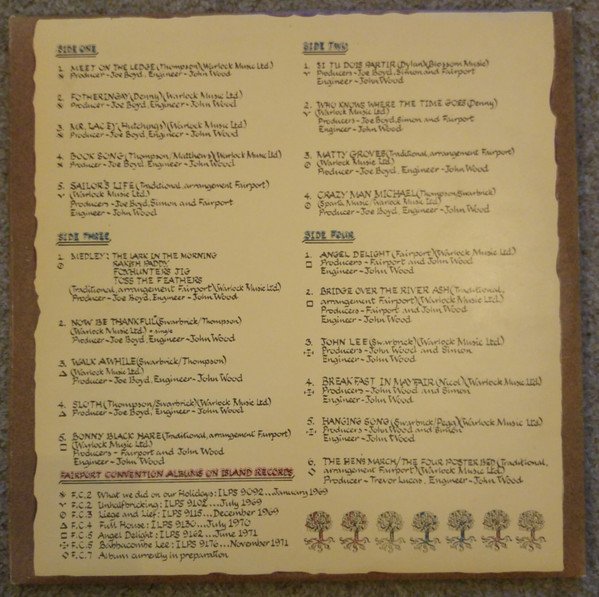 SIDE ONE
1. MEET ON THE LEDGE (Thompson)(Warlock Music Ltd.)
Producer - Joe Boyd. Engineer - John Wood
2. FOTHERINGAY (Denny)(Warlock Music Ltd.)
Producer - Joe Boyd. Engineer - John Wood
3. MR. LACEY (Hutchings)(Warlock Music Ltd.)
Producer - Joe Boyd. Engineer - John Wood
4. BOOK SONG (Thompson/Matthews)(Warlock Music Ltd.)
Producer - Joe Boyd. Engineer - John Wood
5. SAILOR'S LIFE (Traditional, arrangement Fairport)
(Warlock Music Ltd.)
Producers - Joe Boyd, Simon and Fairport
Engineer - John Wood
SIDE TWO
1. SI TU DOIS PARTIR (Dylan)(Blossom Music)
Producers - Joe Boyd, Simon and Fairport
Engineer - John Wood
2. WHO KNOWS WHERE THE TIME GOES (Denny)
(Warlock Music Ltd.)
Producers - Joe Boyd, Simon and Fairport
Engineer - John Wood
3. MATTY GROVES (Traditional, arrangement Fairport)
(Warlock Music Ltd.)
Producer - Joe Boyd. Engineer - John Wood
4. CRAZY MAN MICHAEL (Thompson/Swarbrick)
(Sparta Music/Warlock Music Ltd.)
Producer - Joe Boyd. Engineer - John Wood
SIDE THREE
1. MEDLEY: THE LARK IN THE MORNING
RAKISH PADDY
FOXHUNTERS JIG
TOSS THE FEATHERS
(Traditional, arrangement Fairport)(Warlock Music Ltd.)
Producer - Joe Boyd. Engineer - John Wood
2. NOW BE THANKFUL (Swarbrick/Thompson)
(Warlock Music Ltd.) * single
Producer - Joe Boyd. Engineer - John Wood
3. WALK AWHILE (Swarbrick/Thompson)
(Warlock Music Ltd.)
Producer - Joe Boyd. Engineer - John Wood
4. SLOTH (Thompson/Swarbrick)(Warlock Music Ltd.)
Producer - Joe Boyd. Engineer - John Wood
5. BONNY BLACK HARE (Traditional, arrangement Fairport)
(Warlock Music Ltd.)
Producers - Fairport and John Wood
Engineer - John Wood
SIDE FOUR
1. ANGEL DELIGHT (Fairport)(Warlock Music Ltd.)
Producers - Fairport and John Wood
Engineer - John Wood
2. BRIDGE OVER THE RIVER ASH (Traditional,
arrangement Fairport)(Warlock Music Ltd.)
Producers - Fairport and John Wood
Engineer - John Wood
3. JOHN LEE (Swarbrick)(Warlock Music Ltd.)
Producers - John Wood and Simon
Engineer - John Wood
4. BREAKFAST IN MAYFAIR (Nicol)(Warlock Music Ltd.)
Producers - John Wood and Simon
Engineer - John Wood
5. HANGING SONG (Swarbrick/Pegg)(Warlock Music Ltd.)
Producers - John Wood and Simon
Engineer - John Wood
6. THE HENS MARCH/THE FOUR POSTER BED (Traditional,
arrangement Fairport)(Warlock Music Ltd.)
Producer - Trevor Lucas. Engineer - John Wood
FAIRPORT CONVENTION ALBUMS ON ISLAND RECORDS
F.C.2 What we did on our Holidays: ILPS 9092...January 1969
F.C.2 Unhalfbricking: ILPS 9102...July 1969
F.C.3 Liege and Lief: ILPS 9115...December 1969
F.C.4 Full House: ILPS 9130...July 1970
F.C.5 Angel Delight: ILPS 9162...June 1971
F.C.6 Babbacombe Lee: ILPS 9176...November 1971
F.C.7 Album currently in preparation